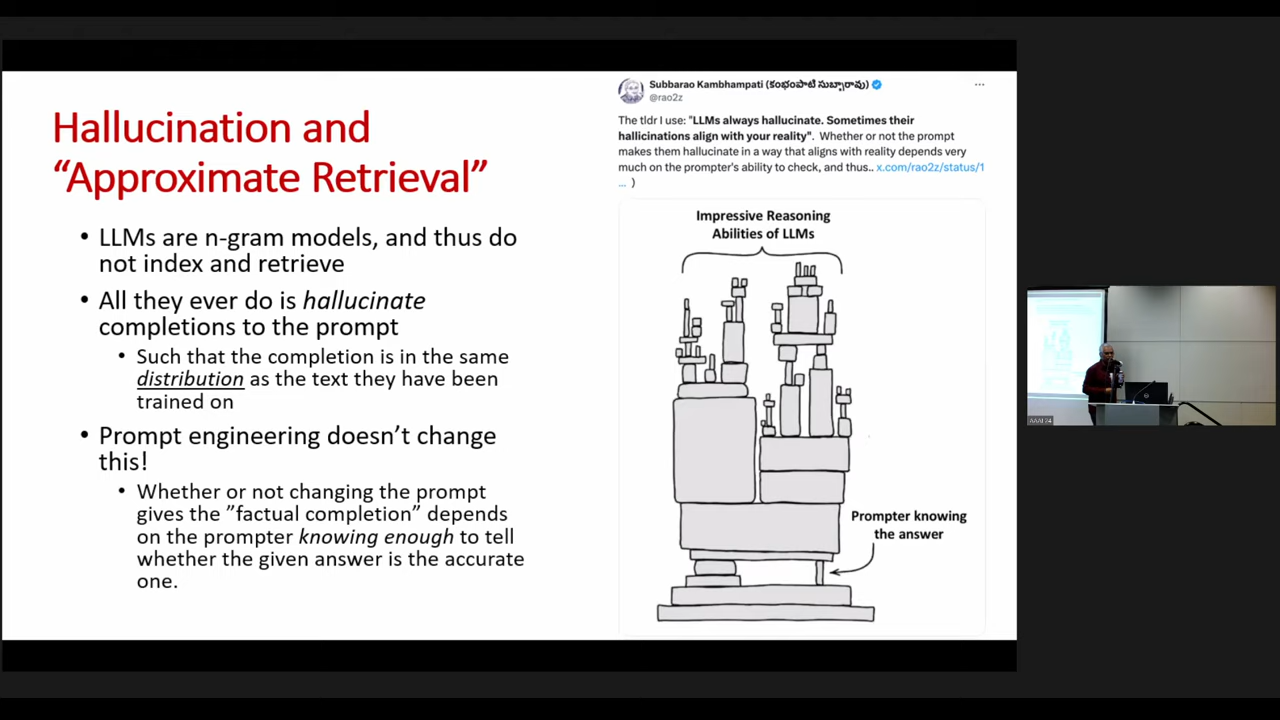 Hallucination and
“Approximate Retrieval”
• LLMs are n-gram models, and thus do
not index and retrieve
• All they ever do is hallucinate
completions to the prompt
• Such that the completion is in the same
distribution as the text they have been
trained on
• Prompt engineering doesn’t change
this!
• Whether or not changing the prompt
gives the ”factual completion” depends
on the prompter knowing enough to tell
whether the given answer is the accurate
one.
Subbarao Kambhampati (కంభంపాటి సుబ్బారావు)
@rao2z
...
The tldr I use: "LLMs always hallucinate. Sometimes their
hallicinations align with your reality". Whether or not the prompt
makes them hallucinate in a way that aligns with reality depends very
much on the prompter's ability to check, and thus.. x.com/rao2z/status/1
... )
Impressive Reasoning
Abilities of LLMs
Prompter knowing
the answer
AAAI 24